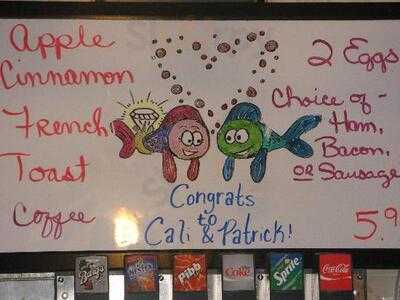 Apple
Cinnamon
French
Toast
Coffee
Congrats
to
Cali & Patrick!
2 Eggs
Choice of -
Ham,
Bacon,
or Sausage
5.9
Pibb
Coke
Sprite
Coca-Cola